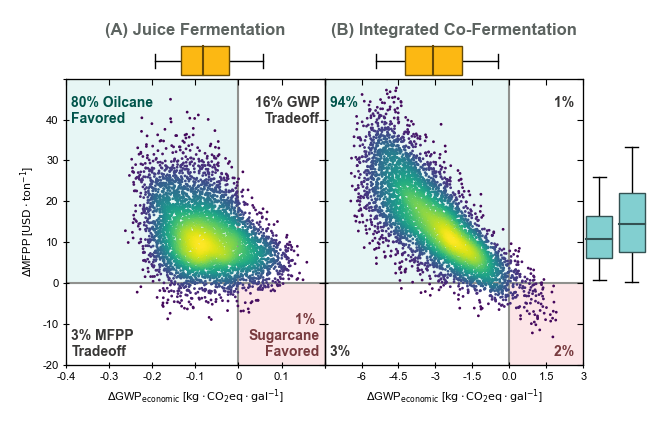 (A) Juice Fermentation
(B) Integrated Co-Fermentation
80% Oilcane
Favored
16% GWP
Tradeoff
94%
1%
40
30
20
10
0
-10
-20
ΔMFPP [USD · ton⁻¹]
3% MFPP
Tradeoff
1%
Sugarcane
Favored
3%
2%
-0.4
-0.3
-0.2
-0.1
0
0.1
-6
-4.5
-3
-1.5
0.0
1.5
3
ΔGWPeconomic [kg · CO₂eq · gal⁻¹]
ΔGWPeconomic [kg · CO₂eq · gal⁻¹]